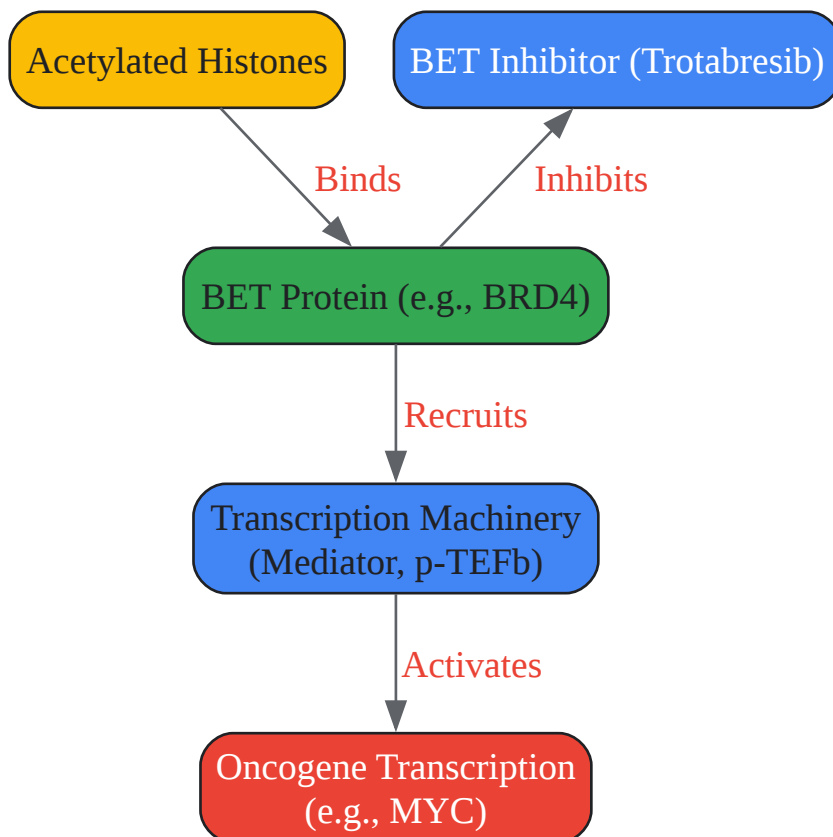 Acetylated Histones
BET Inhibitor (Trotabresib)
Binds
Inhibits
BET Protein (e.g., BRD4)
Recruits
Transcription Machinery
(Mediator, p-TEFb)
Activates
Oncogene Transcription
(e.g., MYC)